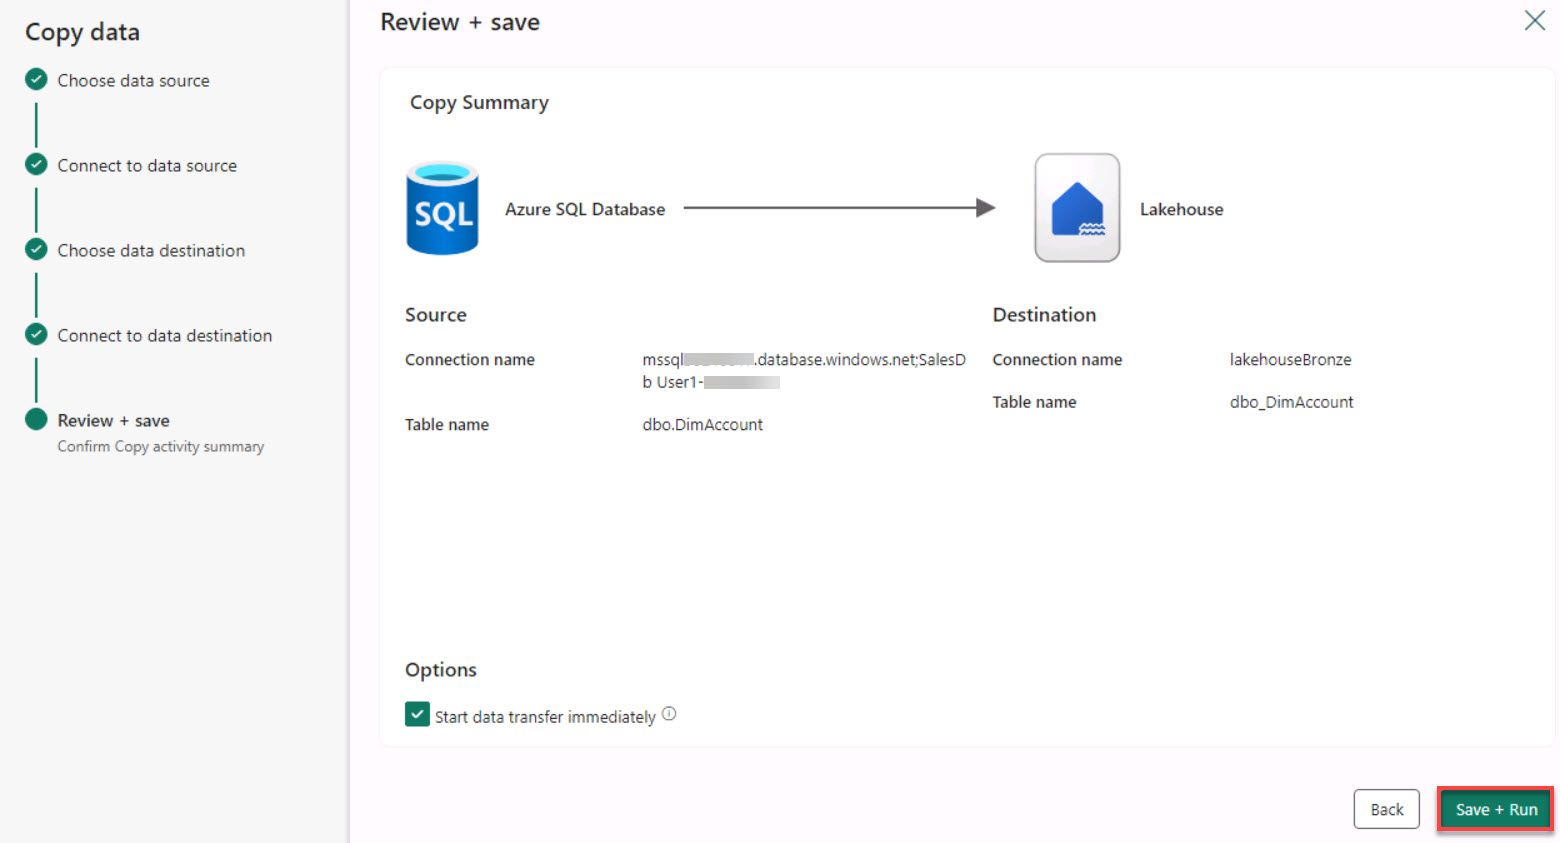 Copy data
Choose data source
Connect to data source
Choose data destination
Connect to data destination
Review + save
Confirm Copy activity summary
Review + save
Copy Summary
SQL
Azure SQL Database
Lakehouse
Source
Connection name
mssql .database.windows.net;SalesD
b User1-
Table name
dbo.DimAccount
Destination
Connection name
lakehouseBronze
Table name
dbo_DimAccount
Options
Start data transfer immediately
Back
Save + Run